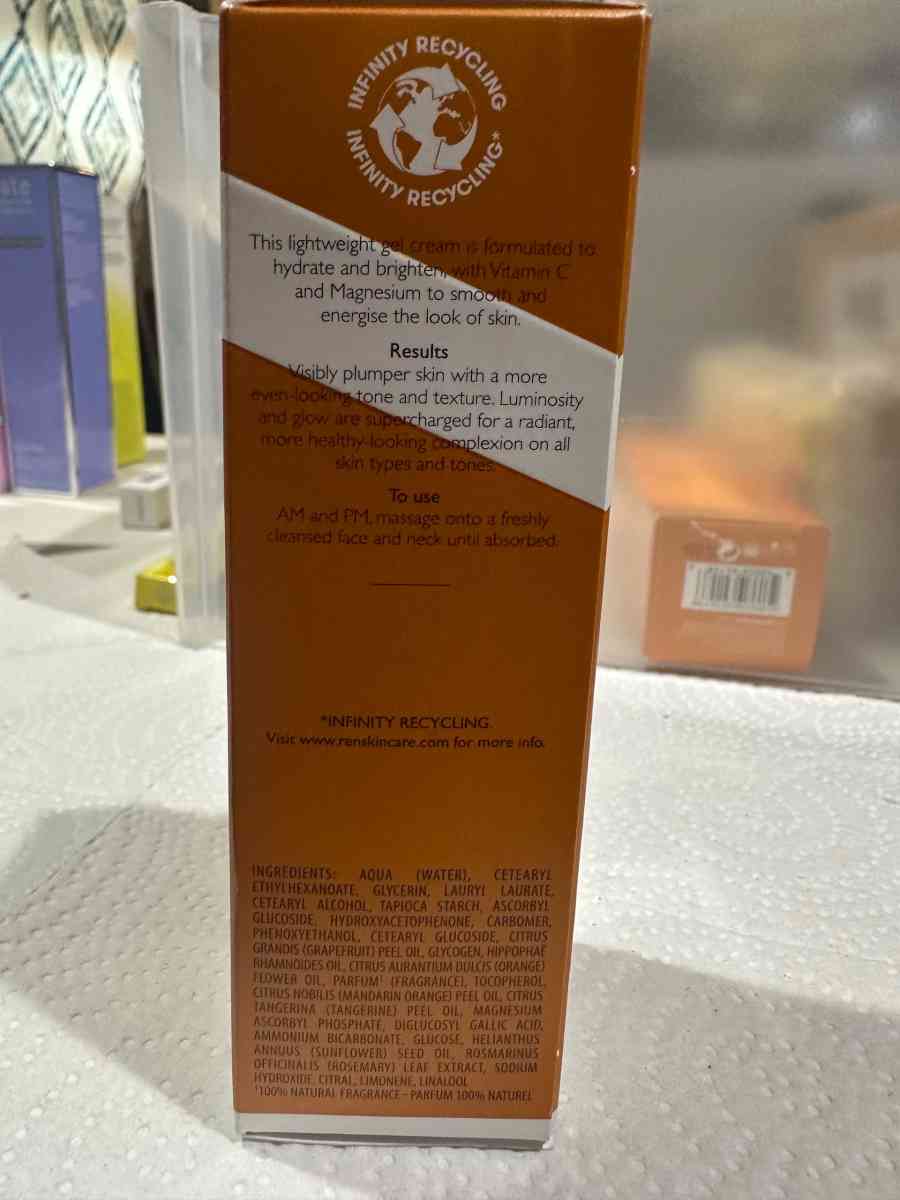 INFINITY RECYCLING
INFINITY RECYCLING*
This lightweight gel cream is formulated to
hydrate and brighten, with Vitamin C
and Magnesium to smooth and
energise the look of skin.
Results
Visibly plumper skin with a more
even-looking tone and texture. Luminosity
and glow are supercharged for a radiant,
more healthy-looking complexion on all
skin types and tones.
To use
AM and PM, massage onto a freshly
cleansed face and neck until absorbed.
*INFINITY RECYCLING.
Visit www.renskincare.com for more info.
INGREDIENTS: AQUA (WATER), CETEARYL
ETHYLHEXANOATE, GLYCERIN, LAURYL LAURATE,
CETEARYL ALCOHOL, TAPIOCA STARCH, ASCORBYL
GLUCOSIDE, HYDROXYACETOPHENONE, CARBOMER,
PHENOXYETHANOL, CETEARYL GLUCOSIDE, CITRUS
GRANDIS (GRAPEFRUIT) PEEL OIL, GLYCOGEN, HIPPOPHAE
RHAMNOIDES OIL, CITRUS AURANTIUM DULCIS (ORANGE)
FLOWER OIL, PARFUM¹ (FRAGRANCE), TOCOPHEROL,
CITRUS NOBILIS (MANDARIN ORANGE) PEEL OIL, CITRUS
TANGERINA (TANGERINE) PEEL OIL, MAGNESIUM
ASCORBYL PHOSPHATE, DIGLUCOSYL GALLIC ACID,
AMMONIUM BICARBONATE, GLUCOSE, HELIANTHUS
ANNUUS (SUNFLOWER) SEED OIL, ROSMARINUS
OFFICINALIS (ROSEMARY) LEAF EXTRACT, SODIUM
HYDROXIDE, CITRAL, LIMONENE, LINALOOL
¹100% NATURAL FRAGRANCE – PARFUM 100% NATUREL